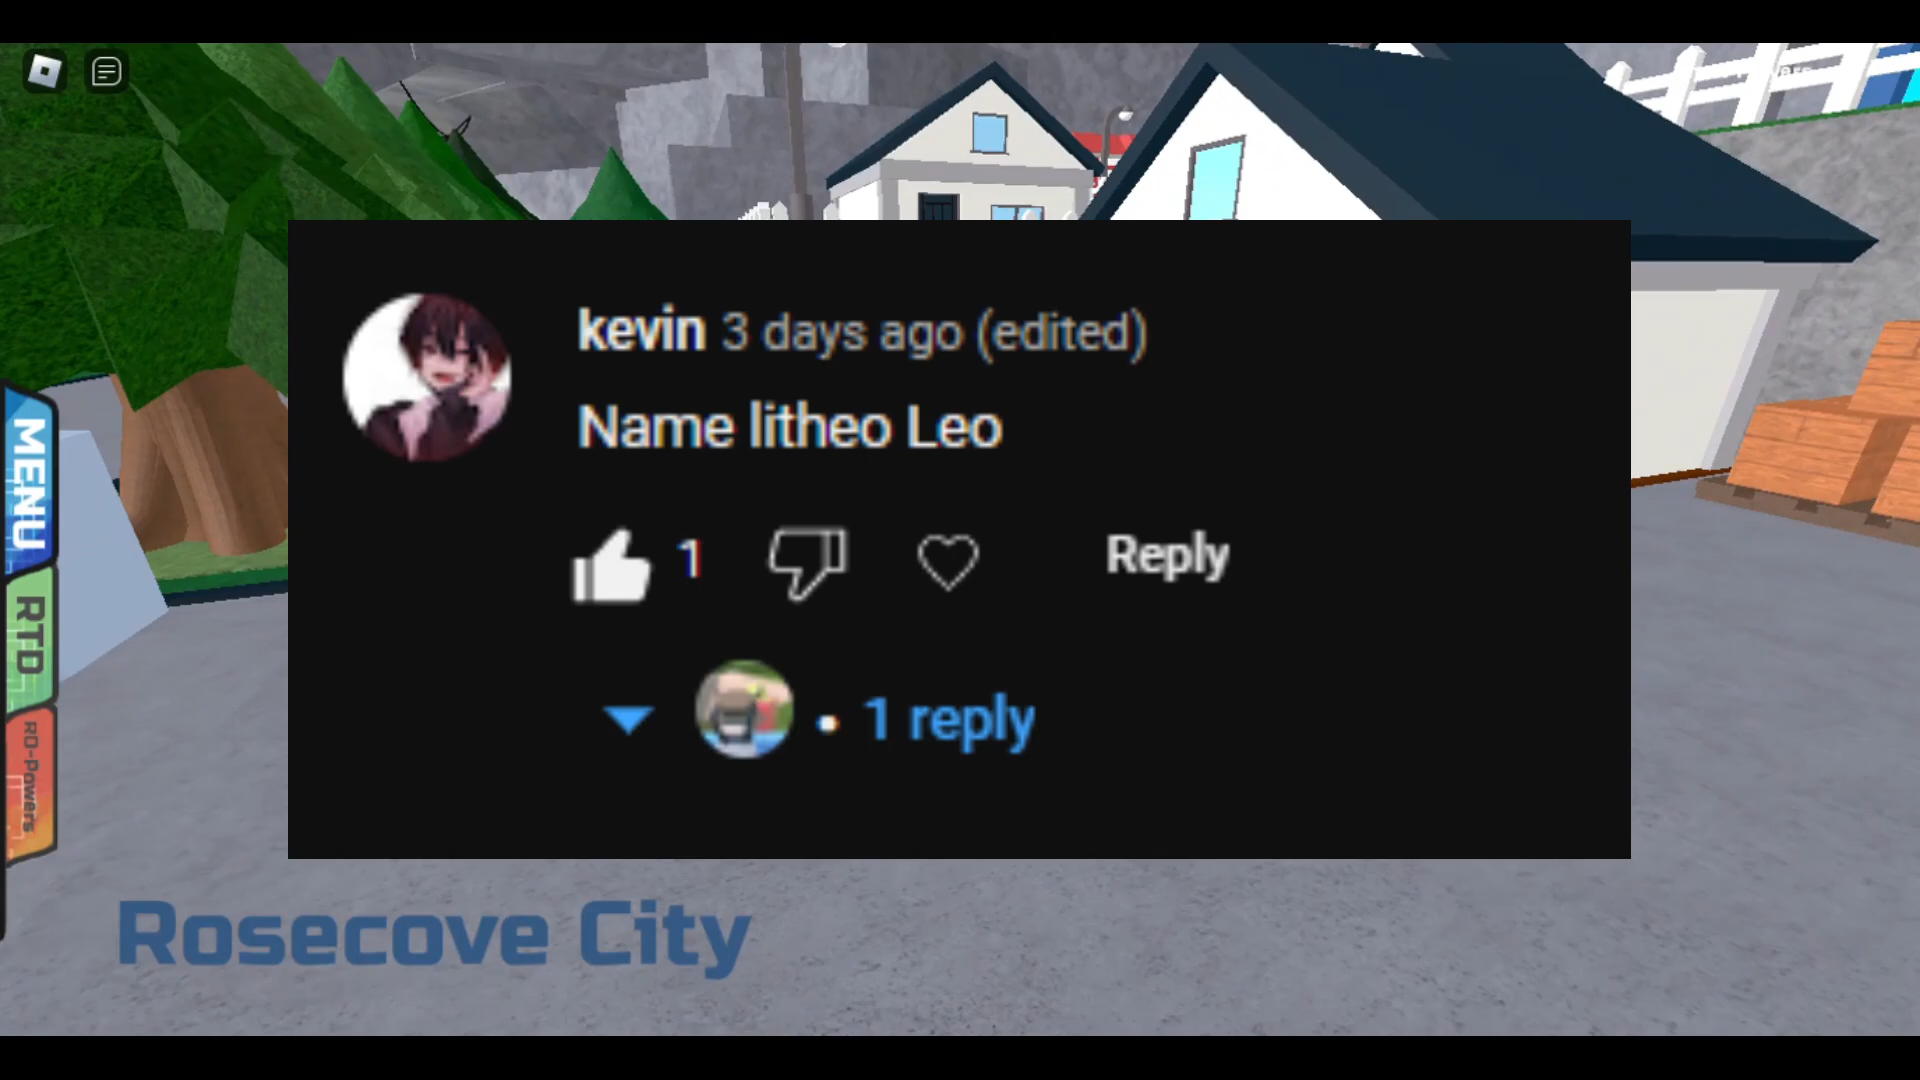 kevin 3 days ago (edited)
Name litheo Leo
1
Reply
1 reply
MENU
RTD
RO-Powers
Rosecove City